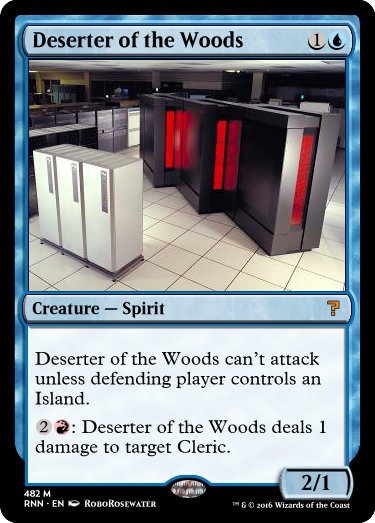 Deserter of the Woods 1
Creature — Spirit
Deserter of the Woods can't attack
unless defending player controls an
Island.
2: Deserter of the Woods deals 1
damage to target Cleric.
2/1
482 M
RNN • EN ROBOROSEWATER
™ & © 2016 Wizards of the Coast